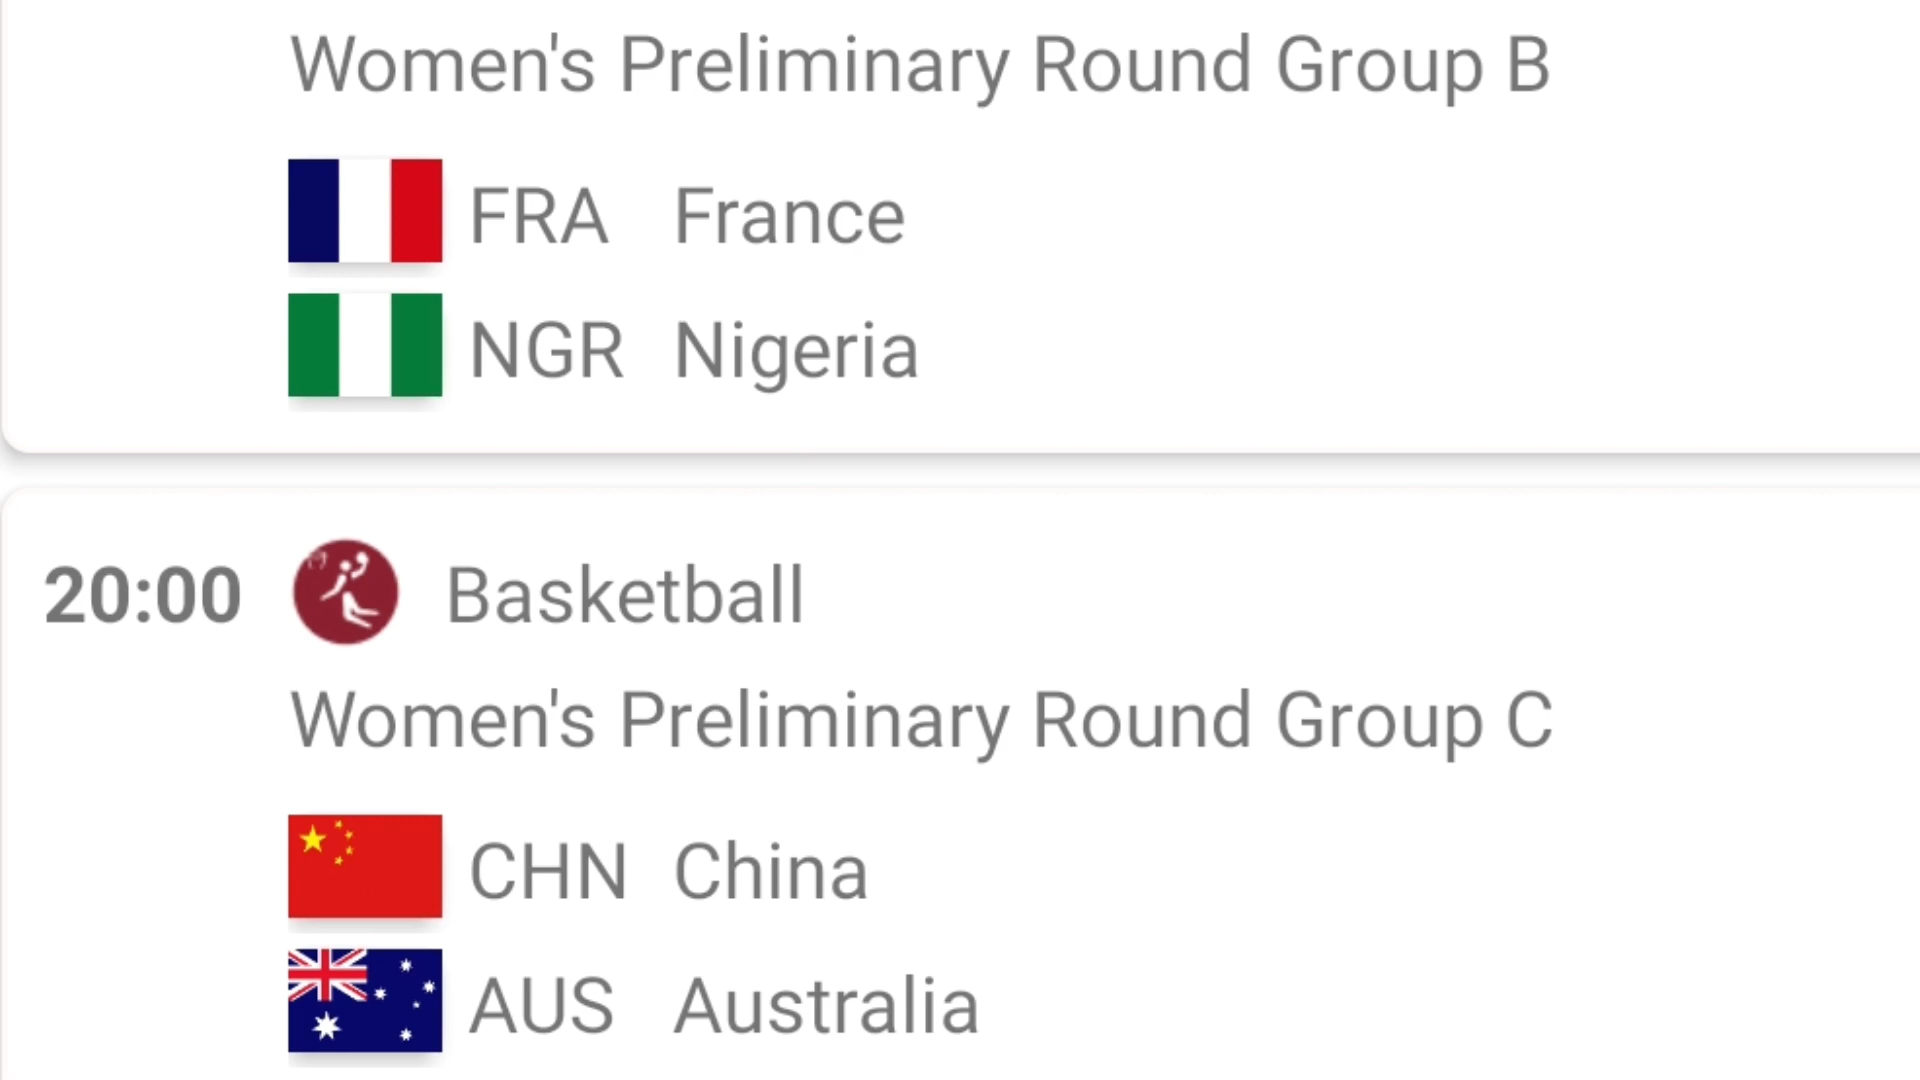 Women's Preliminary Round Group B
FRA France
NGR Nigeria
20:00 Basketball
Women's Preliminary Round Group C
CHN China
AUS Australia